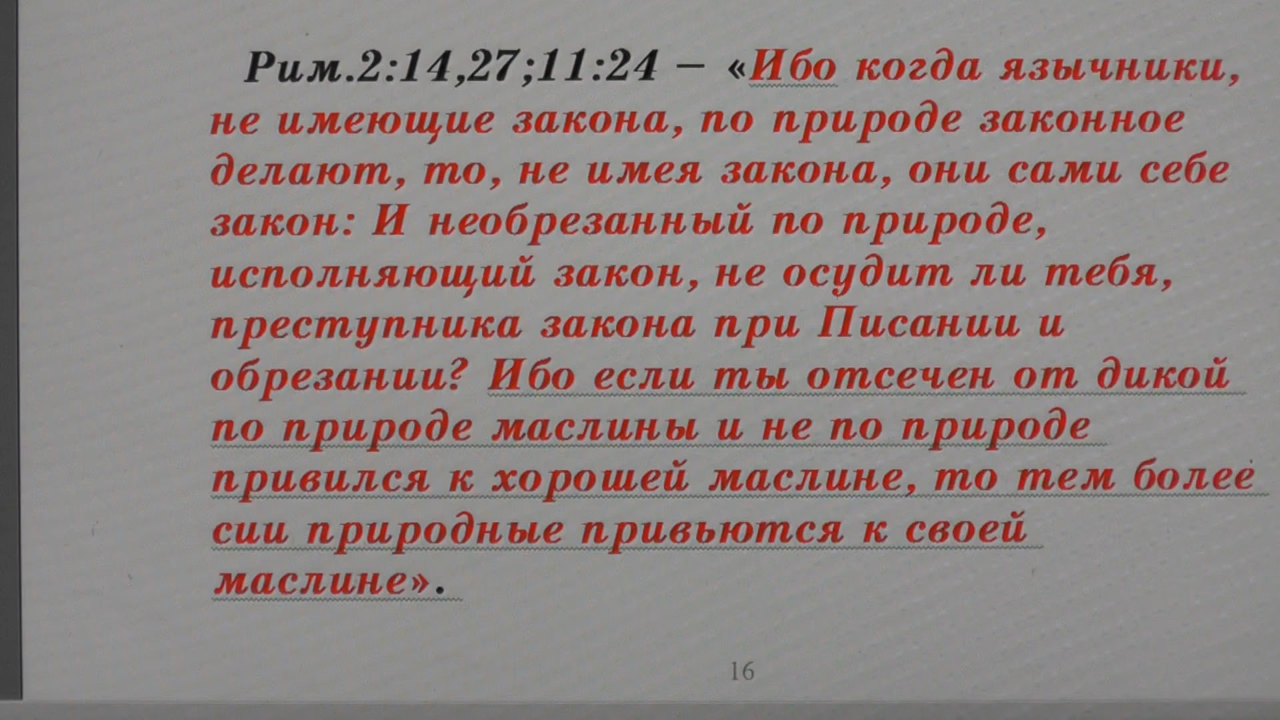 Рим.2:14,27;11:24 – «Ибо когда язычники,
не имеющие закона, по природе законное
делают, то, не имея закона, они сами себе
закон: И необрезанный по природе,
исполняющий закон, не осудит ли тебя,
преступника закона при Писании и
обрезании? Ибо если ты отсечен от дикой
по природе маслины и не по природе
привился к хорошей маслине, то тем более
сии природные привьются к своей
маслине».
16